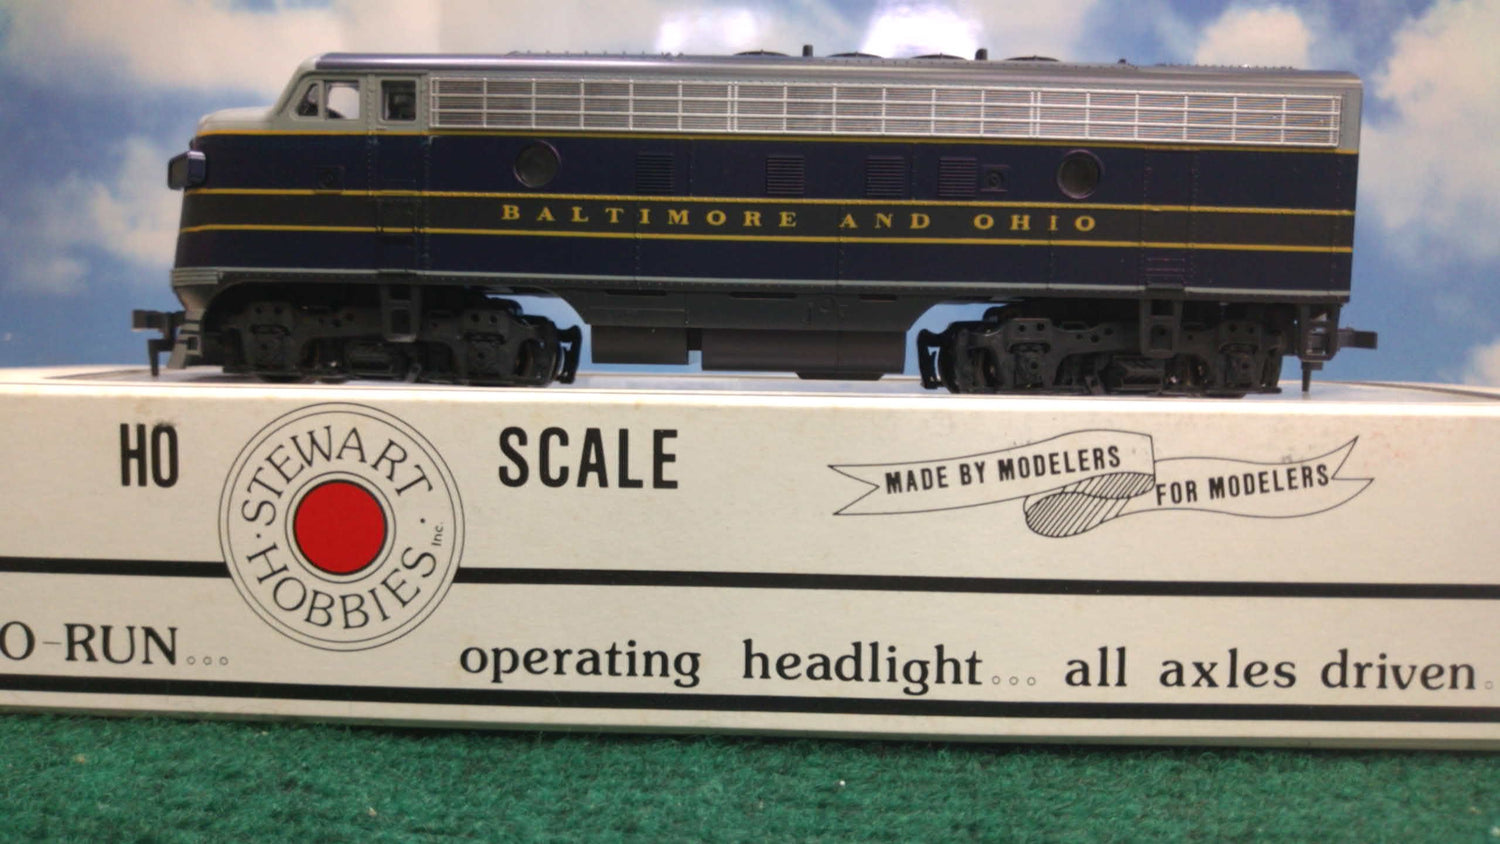 BALTIMORE AND OHIO
HO
STEWART · HOBBIES Inc. ·
SCALE
MADE BY MODELERS
FOR MODELERS
O-RUN...
operating headlight... all axles driven.